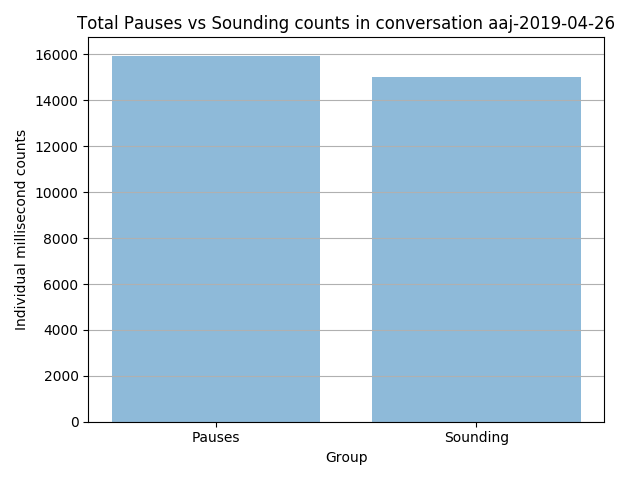 Total Pauses vs Sounding counts in conversation aaj-2019-04-26
Individual millisecond counts
16000
14000
12000
10000
8000
6000
4000
2000
0
Pauses
Sounding
Group